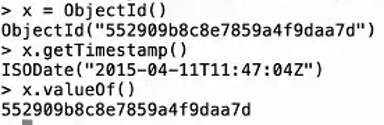 > x = ObjectId()
ObjectId("552909b8c8e7859a4f9daa7d")
> x.getTimestamp()
ISODate("2015-04-11T11:47:04Z")
> x.valueOf()
552909b8c8e7859a4f9daa7d